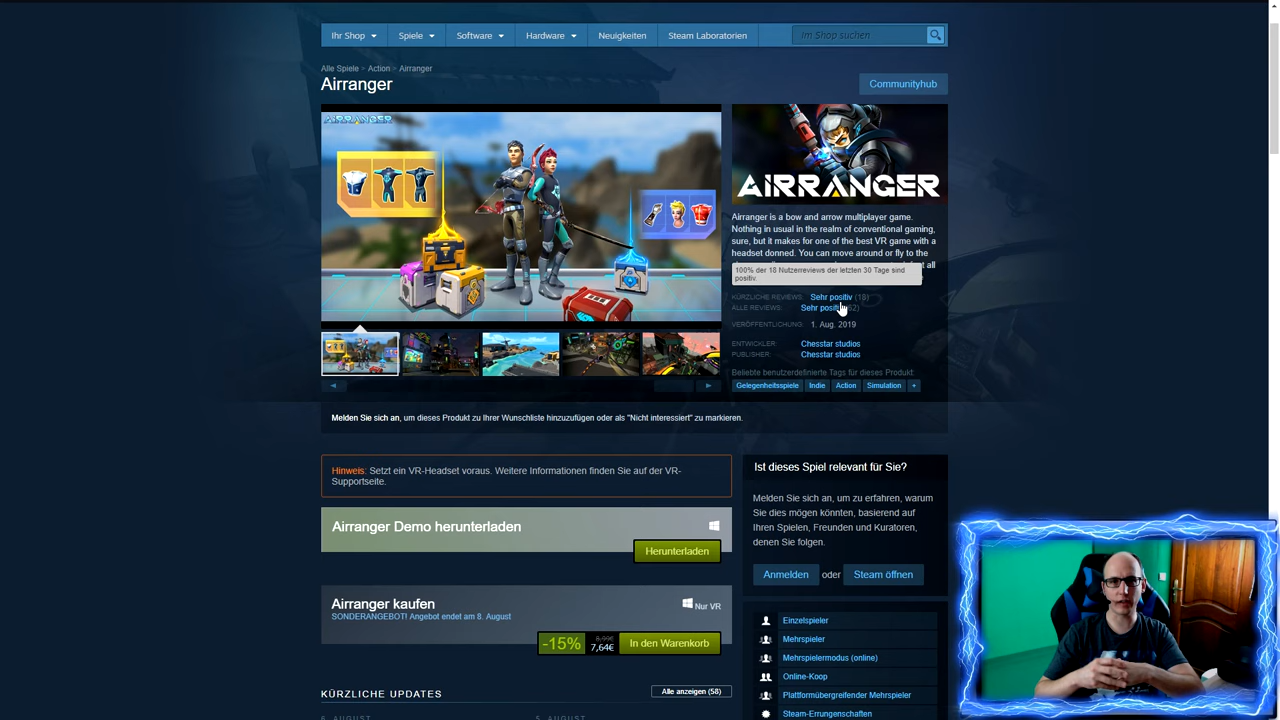 Ihr Shop
Spiele
Software
Hardware
Neuigkeiten
Steam Laboratorien
Im Shop suchen
Alle Spiele > Action > Airranger
Airranger
Communityhub
AIRRANGER
AIRRANGER
Airranger is a bow and arrow multiplayer game.
Nothing in usual in the realm of conventional gaming,
sure, but it makes for one of the best VR game with a
headset donned. You can move around or fly to the
all
100% der 18 Nutzerreviews der letzten 30 Tage sind
positiv.
KÜRZLICHE REVIEWS: Sehr positiv (18)
ALLE REVIEWS: Sehr
VERÖFFENTLICHUNG: 1. Aug. 2019
ENTWICKLER: Chesstar studios
PUBLISHER: Chesstar studios
Beliebte benutzerdefinierte Tags für dieses Produkt:
Gelegenheitsspiele Indie Action Simulation +
Melden Sie sich an, um dieses Produkt zu Ihrer Wunschliste hinzuzufügen oder als "Nicht interessiert" zu markieren.
Hinweis: Setzt ein VR-Headset voraus. Weitere Informationen finden Sie auf der VR-
Supportseite.
Airranger Demo herunterladen
Herunterladen
Airranger kaufen
Nur VR
SONDERANGEBOT! Angebot endet am 8. August
-15%
8,99€
7,64€
In den Warenkorb
KÜRZLICHE UPDATES
Alle anzeigen (58)
6. AUGUST
5. AUGUST
Ist dieses Spiel relevant für Sie?
Melden Sie sich an, um zu erfahren, warum
Sie dies mögen könnten, basierend auf
Ihren Spielen, Freunden und Kuratoren,
denen Sie folgen.
Anmelden oder Steam öffnen
Einzelspieler
Mehrspieler
Mehrspielermodus (online)
Online-Koop
Plattformübergreifender Mehrspieler
Steam-Errungenschaften